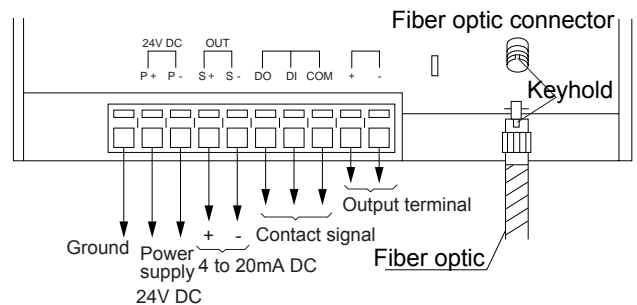 Fiber optic connector
24V DC OUT
P+ P- S+ S- DO DI COM + -
Keyhold
Output terminal
+ - Contact signal
Ground Power supply 4 to 20mA DC
24V DC
Fiber optic